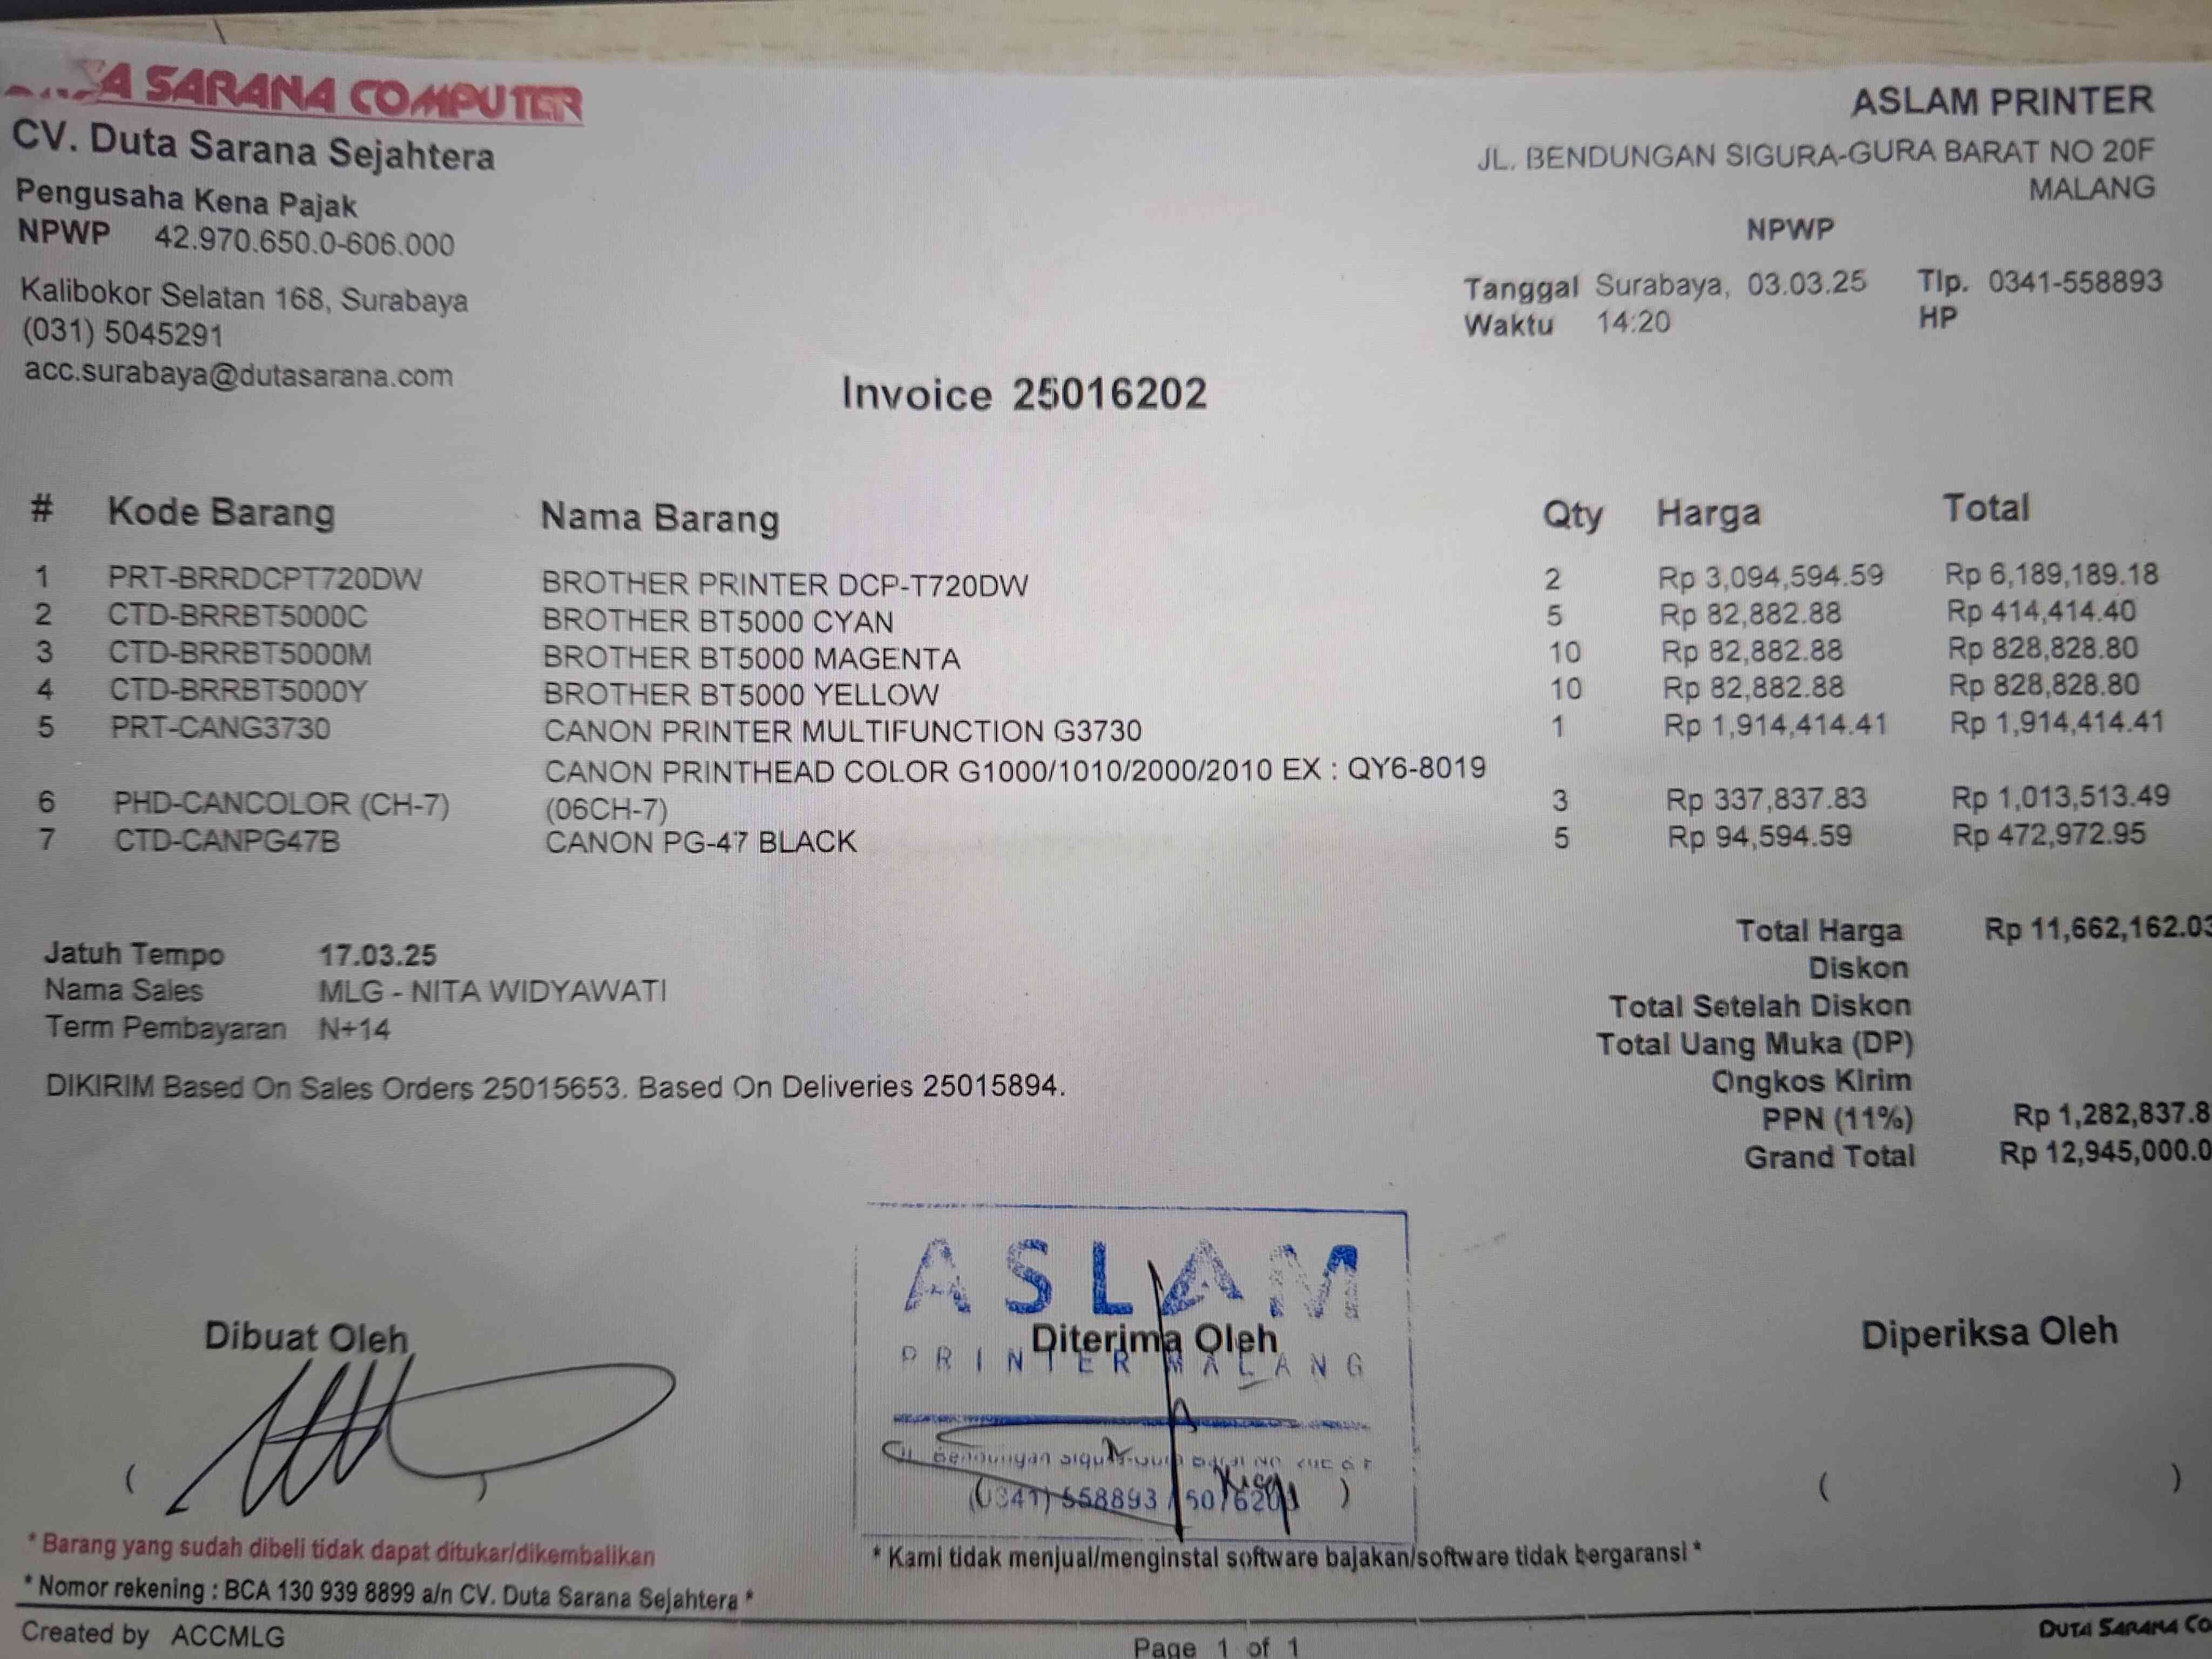 SARANA COMPUTER
CV. Duta Sarana Sejahtera
Pengusaha Kena Pajak
NPWP 42.970.650.0-606.000
Kalibokor Selatan 168, Surabaya
(031) 5045291
acc.surabaya@dutasarana.com
ASLAM PRINTER
JL. BENDUNGAN SIGURA-GURA BARAT NO 20F
MALANG
NPWP
Tanggal Surabaya, 03.03.25 Tlp. 0341-558893
Waktu 14:20 HP
Invoice 25016202
# Kode Barang Nama Barang Qty Harga Total
1 PRT-BRRDCPT720DW BROTHER PRINTER DCP-T720DW 2 Rp 3,094,594.59 Rp 6,189,189.18
2 CTD-BRRBT5000C BROTHER BT5000 CYAN 5 Rp 82,882.88 Rp 414,414.40
3 CTD-BRRBT5000M BROTHER BT5000 MAGENTA 10 Rp 82,882.88 Rp 828,828.80
4 CTD-BRRBT5000Y BROTHER BT5000 YELLOW 10 Rp 82,882.88 Rp 828,828.80
5 PRT-CANG3730 CANON PRINTER MULTIFUNCTION G3730 1 Rp 1,914,414.41 Rp 1,914,414.41
CANON PRINTHEAD COLOR G1000/1010/2000/2010 EX : QY6-8019
6 PHD-CANCOLOR (CH-7) (06CH-7) 3 Rp 337,837.83 Rp 1,013,513.49
7 CTD-CANPG47B CANON PG-47 BLACK 5 Rp 94,594.59 Rp 472,972.95
Jatuh Tempo 17.03.25
Nama Sales MLG - NITA WIDYAWATI
Term Pembayaran N+14
DIKIRIM Based On Sales Orders 25015653. Based On Deliveries 25015894.
Total Harga Rp 11,662,162.03
Diskon
Total Setelah Diskon
Total Uang Muka (DP)
Ongkos Kirim
PPN (11%) Rp 1,282,837.8
Grand Total Rp 12,945,000.0
Dibuat Oleh
ASLAM
Diterima Oleh
PRINTER MALANG
(0341) 558893
Diperiksa Oleh
* Barang yang sudah dibeli tidak dapat ditukar/dikembalikan
* Kami tidak menjual/menginstal software bajakan/software tidak bergaransi *
* Nomor rekening : BCA 130 939 8899 a/n CV. Duta Sarana Sejahtera *
Created by ACCMLG
Page 1 of 1
DUTA SARANA CO